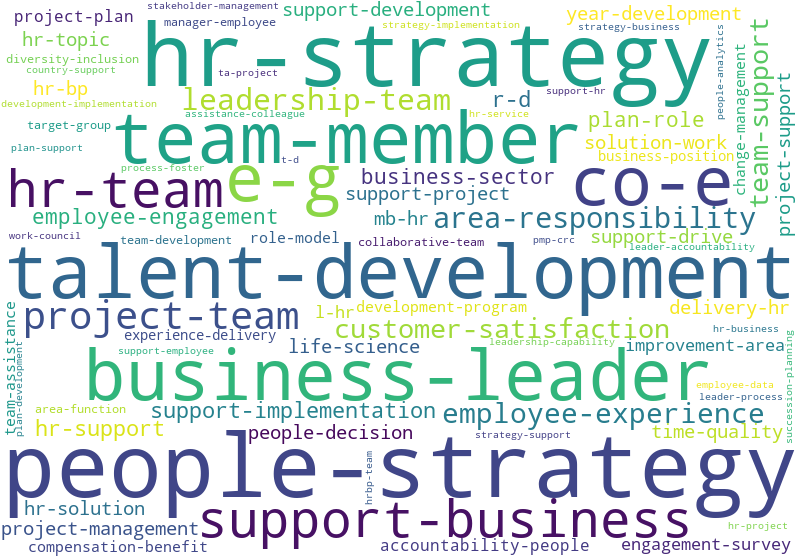 project-plan
stakeholder-management
manager-employee
support-development
strategy-implementation
year-development
strategy-business
hr-topic
hr-strategy
diversity-inclusion
country-support
ta-project
people-analytics
change-management
team-support
project-support
hr-bp
development-implementation
leadership-team
r-d
support-hr
assistance-colleague
hr-service
plan-role
target-group
team-member
solution-work
plan-support
business-position
t-d
process-foster
hr-team
e-g
business-sector
co-e
support-project
employee-engagement
mb-hr
area-responsibility
work-council
team-development
role-model
collaborative-team
pmp-crc
support-drive
leader-accountability
talent-development
team-assistance
project-team
l-hr
development-program
delivery-hr
experience-delivery
customer-satisfaction
hr-business
plan-development
support-employee
life-science
leadership-capability
improvement-area
succession-planning
business-leader
employee-data
leader-process
area-function
support-implementation
employee-experience
hr-support
people-decision
strategy-support
time-quality
people-strategy
hrbp-team
hr-solution
support-business
project-management
hr-project
compensation-benefit
accountability-people
engagement-survey